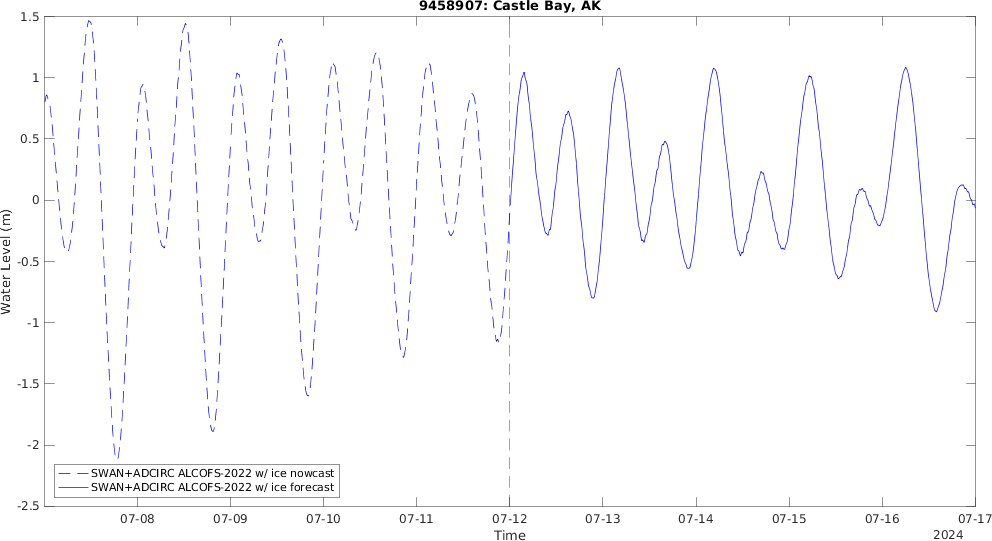 9458907: Castle Bay, AK
1.5
1
0.5
0
-0.5
-1
-1.5
-2
-2.5
Water Level (m)
SWAN+ADCIRC ALCOFS-2022 w/ ice nowcast
SWAN+ADCIRC ALCOFS-2022 w/ ice forecast
07-08 07-09 07-10 07-11 07-12 07-13 07-14 07-15 07-16 07-17
Time
2024